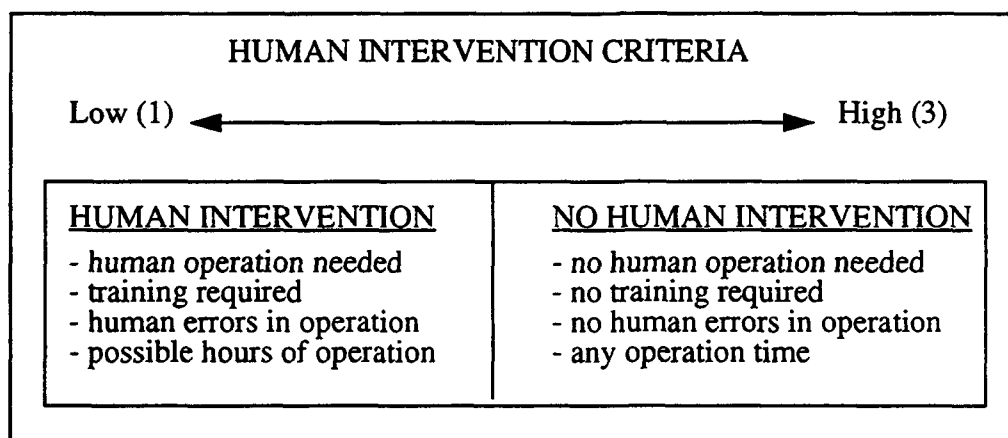 HUMAN INTERVENTION CRITERIA
Low (1) High (3)
HUMAN INTERVENTION
- human operation needed
- training required
- human errors in operation
- possible hours of operation
NO HUMAN INTERVENTION
- no human operation needed
- no training required
- no human errors in operation
- any operation time